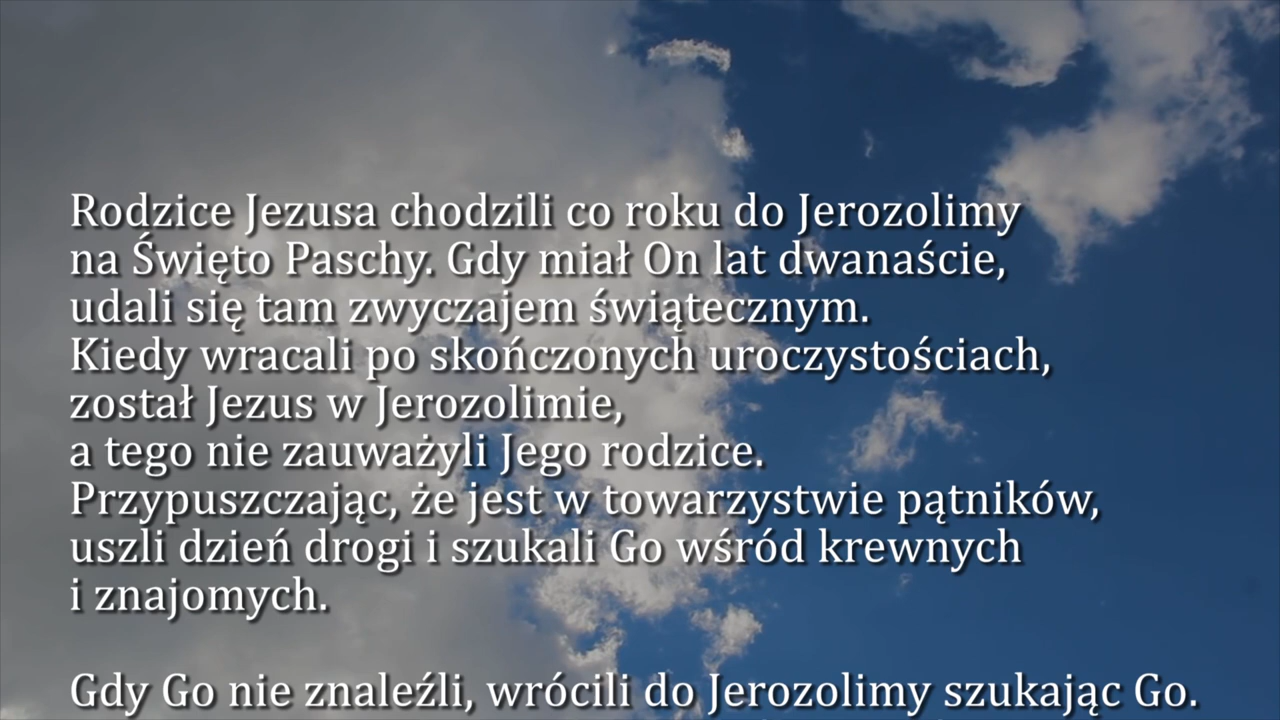 Rodzice Jezusa chodzili co roku do Jerozolimy
na Święto Paschy. Gdy miał On lat dwanaście,
udali się tam zwyczajem świątecznym.
Kiedy wracali po skończonych uroczystościach,
został Jezus w Jerozolimie,
a tego nie zauważyli Jego rodzice.
Przypuszczając, że jest w towarzystwie pątników,
uszli dzień drogi i szukali Go wśród krewnych
i znajomych.
Gdy Go nie znaleźli, wrócili do Jerozolimy szukając Go.